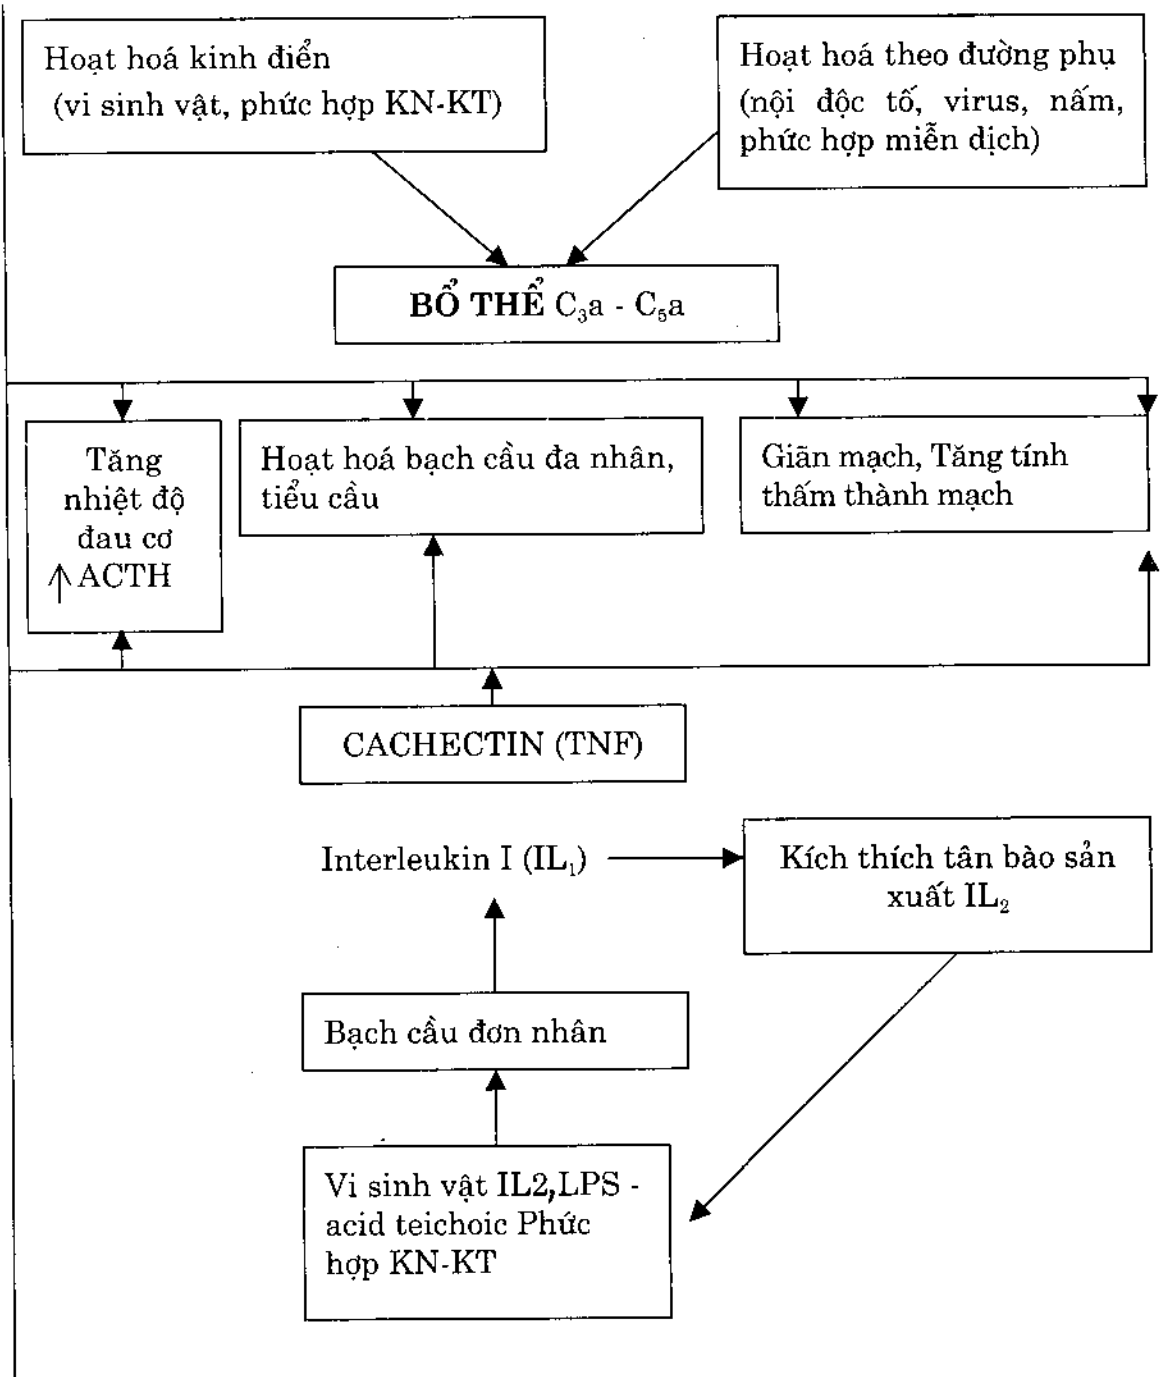 Hoạt hoá kinh điển
(vi sinh vật, phức hợp KN-KT)
Hoạt hoá theo đường phụ
(nội độc tố, virus, nấm,
phức hợp miễn dịch)
BỔ THỂ C₃a - C₅a
Tăng
nhiệt độ
đau cơ
↑ACTH
Hoạt hoá bạch cầu đa nhân,
tiểu cầu
Giãn mạch, Tăng tính
thấm thành mạch
CACHECTIN (TNF)
Interleukin I (IL₁)
Kích thích tân bào sản
xuất IL₂
Bạch cầu đơn nhân
Vi sinh vật IL2,LPS -
acid teichoic Phức
hợp KN-KT